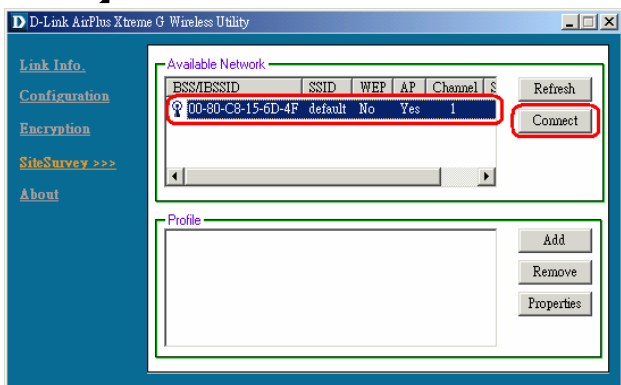 D D-Link AirPlus Xtreme G Wireless Utility
Link Info.
Configuration
Encryption
SiteSurvey >>>
About
Available Network
BSS/IBSSID SSID WEP AP Channel S
00-80-C8-15-6D-4F default No Yes 1
Refresh
Connect
Profile
Add
Remove
Properties